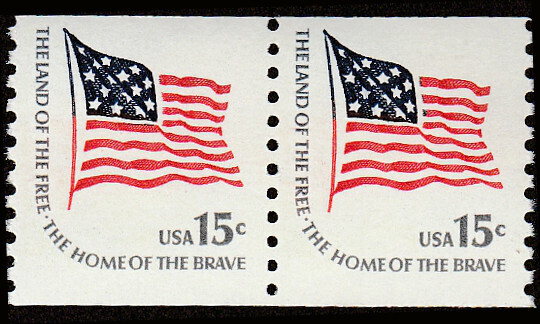 THE LAND OF THE FREE · THE HOME OF THE BRAVE
USA 15c
THE LAND OF THE FREE · THE HOME OF THE BRAVE
USA 15c